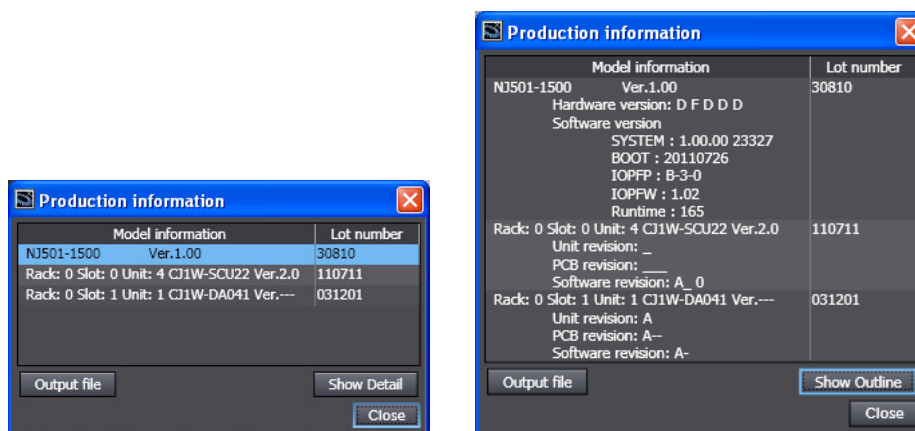 Production information
Model information Lot number
NJ501-1500 Ver.1.00 30810
Rack: 0 Slot: 0 Unit: 4 CJ1W-SCU22 Ver.2.0 110711
Rack: 0 Slot: 1 Unit: 1 CJ1W-DA041 Ver.--- 031201
Output file Show Detail
Close
Production information
Model information Lot number
NJ501-1500 Ver.1.00 30810
Hardware version: D F D D D
Software version
SYSTEM : 1.00.00 23327
BOOT : 20110726
IOPFP : B-3-0
IOPFW : 1.02
Runtime : 165
Rack: 0 Slot: 0 Unit: 4 CJ1W-SCU22 Ver.2.0 110711
Unit revision: _
PCB revision: ___
Software revision: A_ 0
Rack: 0 Slot: 1 Unit: 1 CJ1W-DA041 Ver.--- 031201
Unit revision: A
PCB revision: A--
Software revision: A-
Output file Show Outline
Close